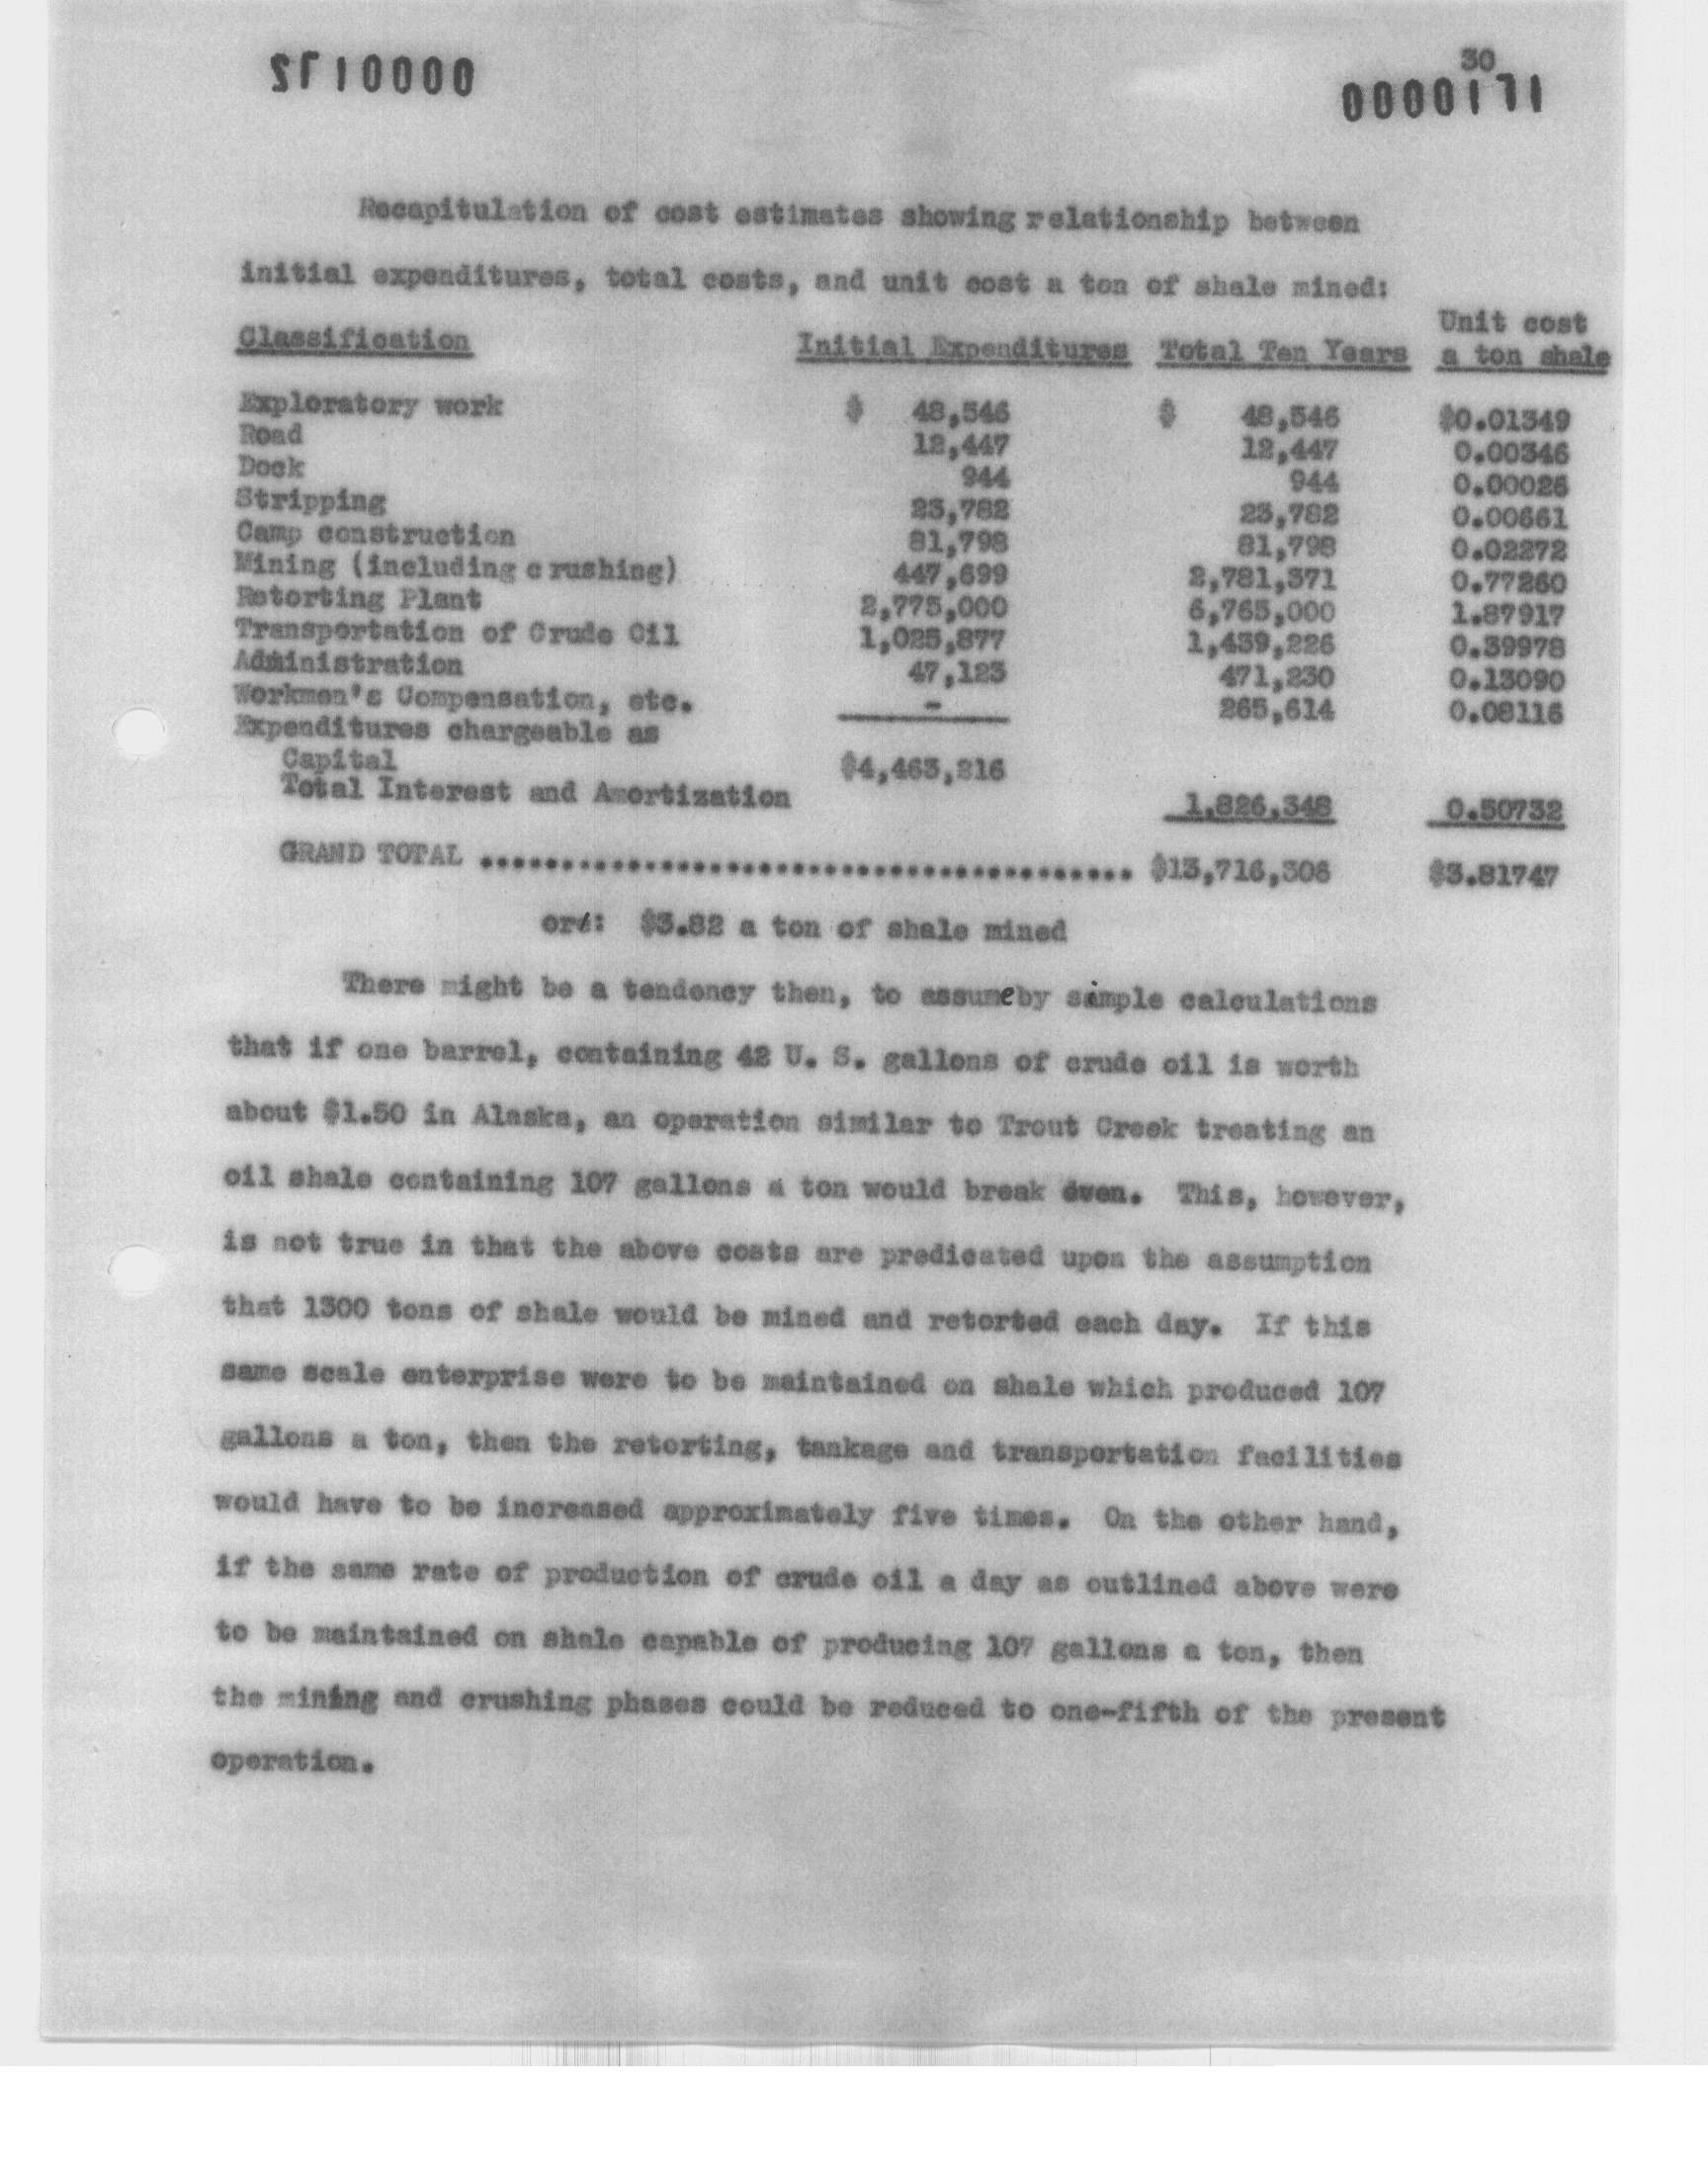 0000172
30
0000171
Recapitulation of cost estimates showing relationship between
initial expenditures, total costs, and unit cost a ton of shale mined:
Classification Initial Expenditures Total Ten Years Unit cost a ton shale
Exploratory work $ 48,546 $ 48,546 $0.01349
Road 12,447 12,447 0.00346
Dock 944 944 0.00026
Stripping 23,782 23,782 0.00661
Camp construction 81,798 81,798 0.02272
Mining (including crushing) 447,699 2,781,371 0.77260
Retorting Plant 2,775,000 6,765,000 1.87917
Transportation of Crude Oil 1,025,877 1,439,226 0.39978
Administration 47,123 471,230 0.13090
Workmen's Compensation, etc. - 265,614 0.08116
Expenditures chargeable as
Capital $4,463,216
Total Interest and Amortization 1,826,348 0.50732
GRAND TOTAL ........................................ $13,716,306 $3.81747
or: $3.82 a ton of shale mined
There might be a tendency then, to assume by simple calculations
that if one barrel, containing 42 U. S. gallons of crude oil is worth
about $1.50 in Alaska, an operation similar to Trout Creek treating an
oil shale containing 107 gallons a ton would break even. This, however,
is not true in that the above costs are predicated upon the assumption
that 1300 tons of shale would be mined and retorted each day. If this
same scale enterprise were to be maintained on shale which produced 107
gallons a ton, then the retorting, tankage and transportation facilities
would have to be increased approximately five times. On the other hand,
if the same rate of production of crude oil a day as outlined above were
to be maintained on shale capable of producing 107 gallons a ton, then
the mining and crushing phases could be reduced to one-fifth of the present
operation.